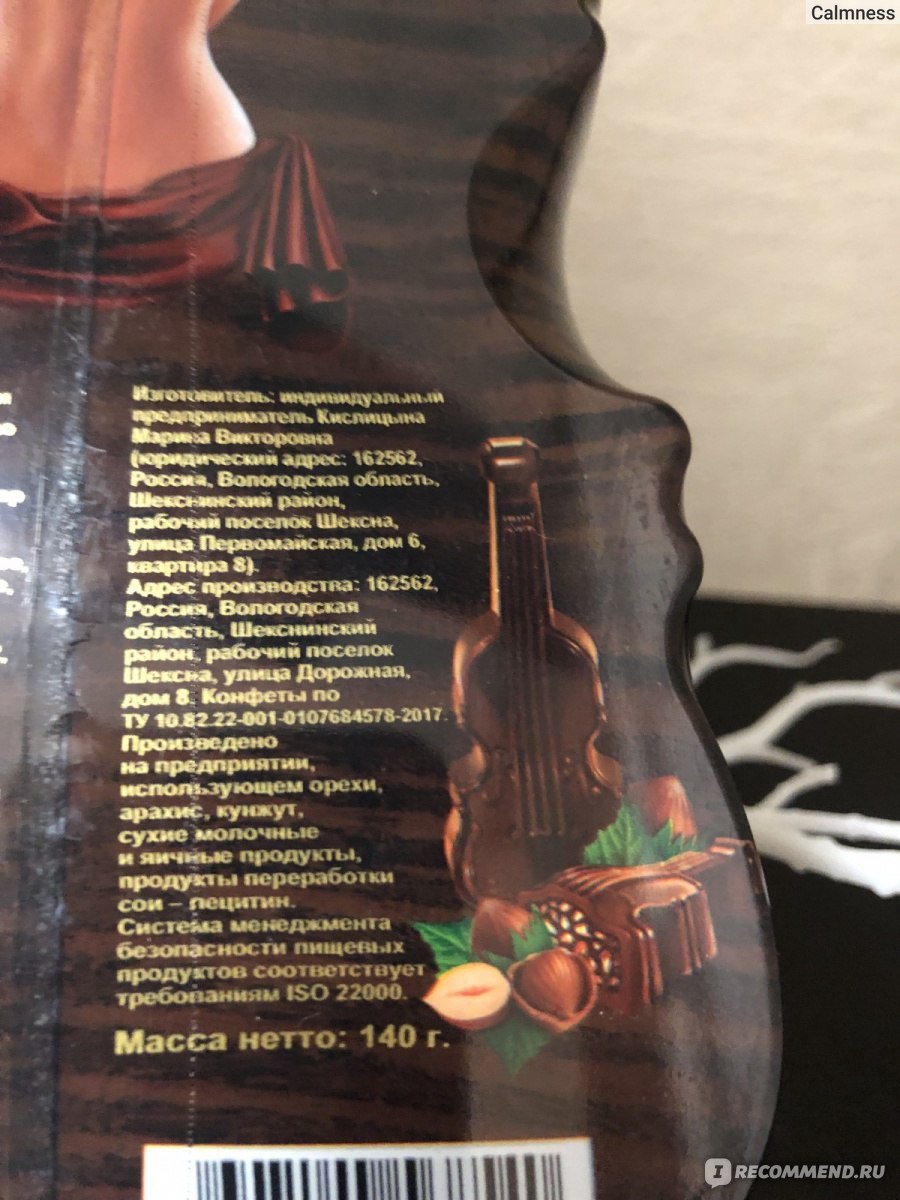 Calmness
Изготовитель: индивидуальный
предприниматель Кислицына
Марина Викторовна
(юридический адрес: 162562,
Россия, Вологодская область,
Шекснинский район,
рабочий поселок Шексна,
улица Первомайская, дом 6,
квартира 8).
Адрес производства: 162562,
Россия, Вологодская
область, Шекснинский
район, рабочий поселок
Шексна, улица Дорожная,
дом 8. Конфеты по
ТУ 10.82.22-001-0107684578-2017.
Произведено
на предприятии,
использующем орехи,
арахис, кунжут,
сухие молочные
и яичные продукты,
продукты переработки
сои – лецитин.
Система менеджмента
безопасности пищевых
продуктов соответствует
требованиям ISO 22000.
Масса нетто: 140 г.
IRECOMMEND.RU